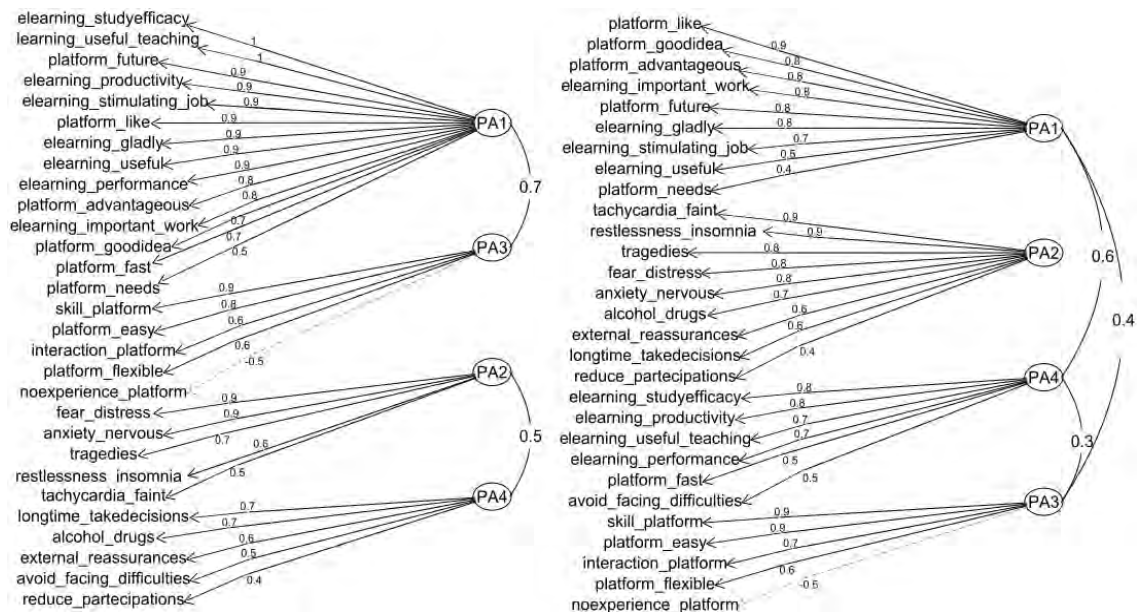 elearning_studyefficacy
learning_useful_teaching
platform_future
elearning_productivity
elearning_stimulating_job
platform_like
elearning_gladly
elearning_useful
elearning_performance
platform_advantageous
elearning_important_work
platform_goodidea
platform_fast
platform_needs
skill_platform
platform_easy
interaction_platform
platform_flexible
noexperience_platform
fear_distress
anxiety_nervous
tragedies
restlessness_insomnia
tachycardia_faint
longtime_takedecisions
alcohol_drugs
external_reassurances
avoid_facing_difficulties
reduce_partecipations
1
1
0.9
0.9
0.9
0.9
0.9
0.9
0.9
0.8
0.8
0.7
0.7
0.5
0.9
0.8
0.6
0.6
-0.5
0.9
0.9
0.7
0.6
0.5
0.7
0.7
0.6
0.5
0.4
PA1
PA3
PA2
PA4
0.7
0.5
platform_like
platform_goodidea
platform_advantageous
elearning_important_work
platform_future
elearning_gladly
elearning_stimulating_job
elearning_useful
platform_needs
tachycardia_faint
restlessness_insomnia
tragedies
fear_distress
anxiety_nervous
alcohol_drugs
external_reassurances
longtime_takedecisions
reduce_partecipations
elearning_studyefficacy
elearning_productivity
elearning_useful_teaching
elearning_performance
platform_fast
avoid_facing_difficulties
skill_platform
platform_easy
interaction_platform
platform_flexible
noexperience_platform
0.9
0.8
0.8
0.8
0.8
0.8
0.7
0.5
0.4
0.9
0.9
0.8
0.8
0.8
0.7
0.6
0.6
0.4
0.8
0.8
0.7
0.7
0.5
0.5
0.9
0.7
0.6
PA1
PA2
PA4
PA3
0.6
0.4
0.3